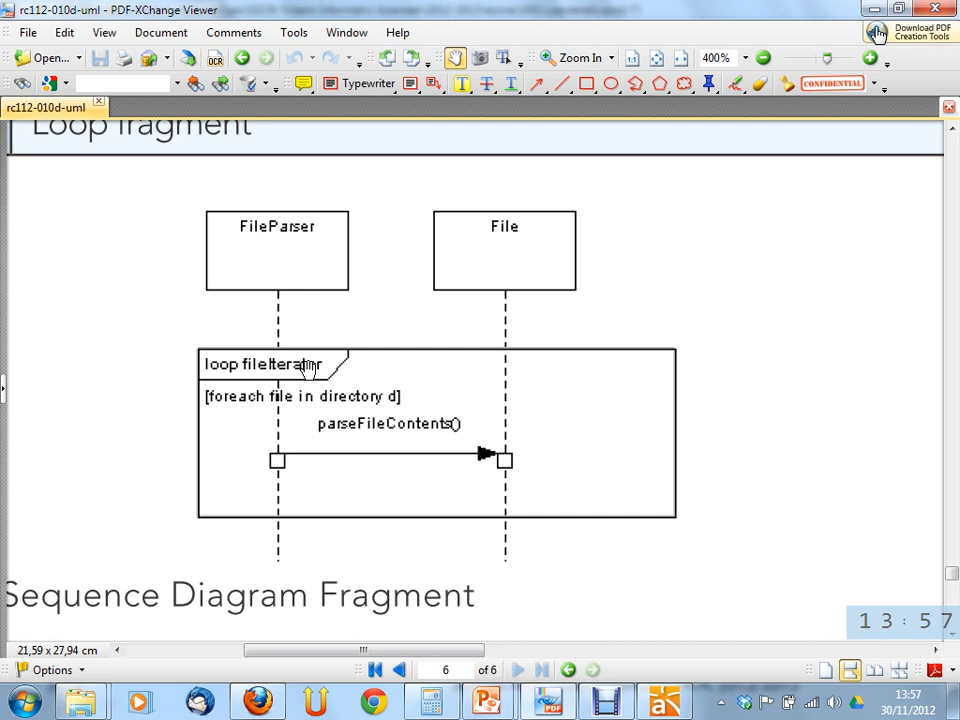 rc112-010d-uml - PDF-XChange Viewer
File Edit View Document Comments Tools Window Help
Download PDF Creation Tools
Open... OCR Zoom In 400%
Typewriter T T T CONFIDENTIAL
rc112-010d-uml
Loop fragment
FileParser File
loop fileIterator
[foreach file in directory d]
parseFileContents()
Sequence Diagram Fragment
13:57
21,59 x 27,94 cm
Options 6 of 6
13:57
30/11/2012